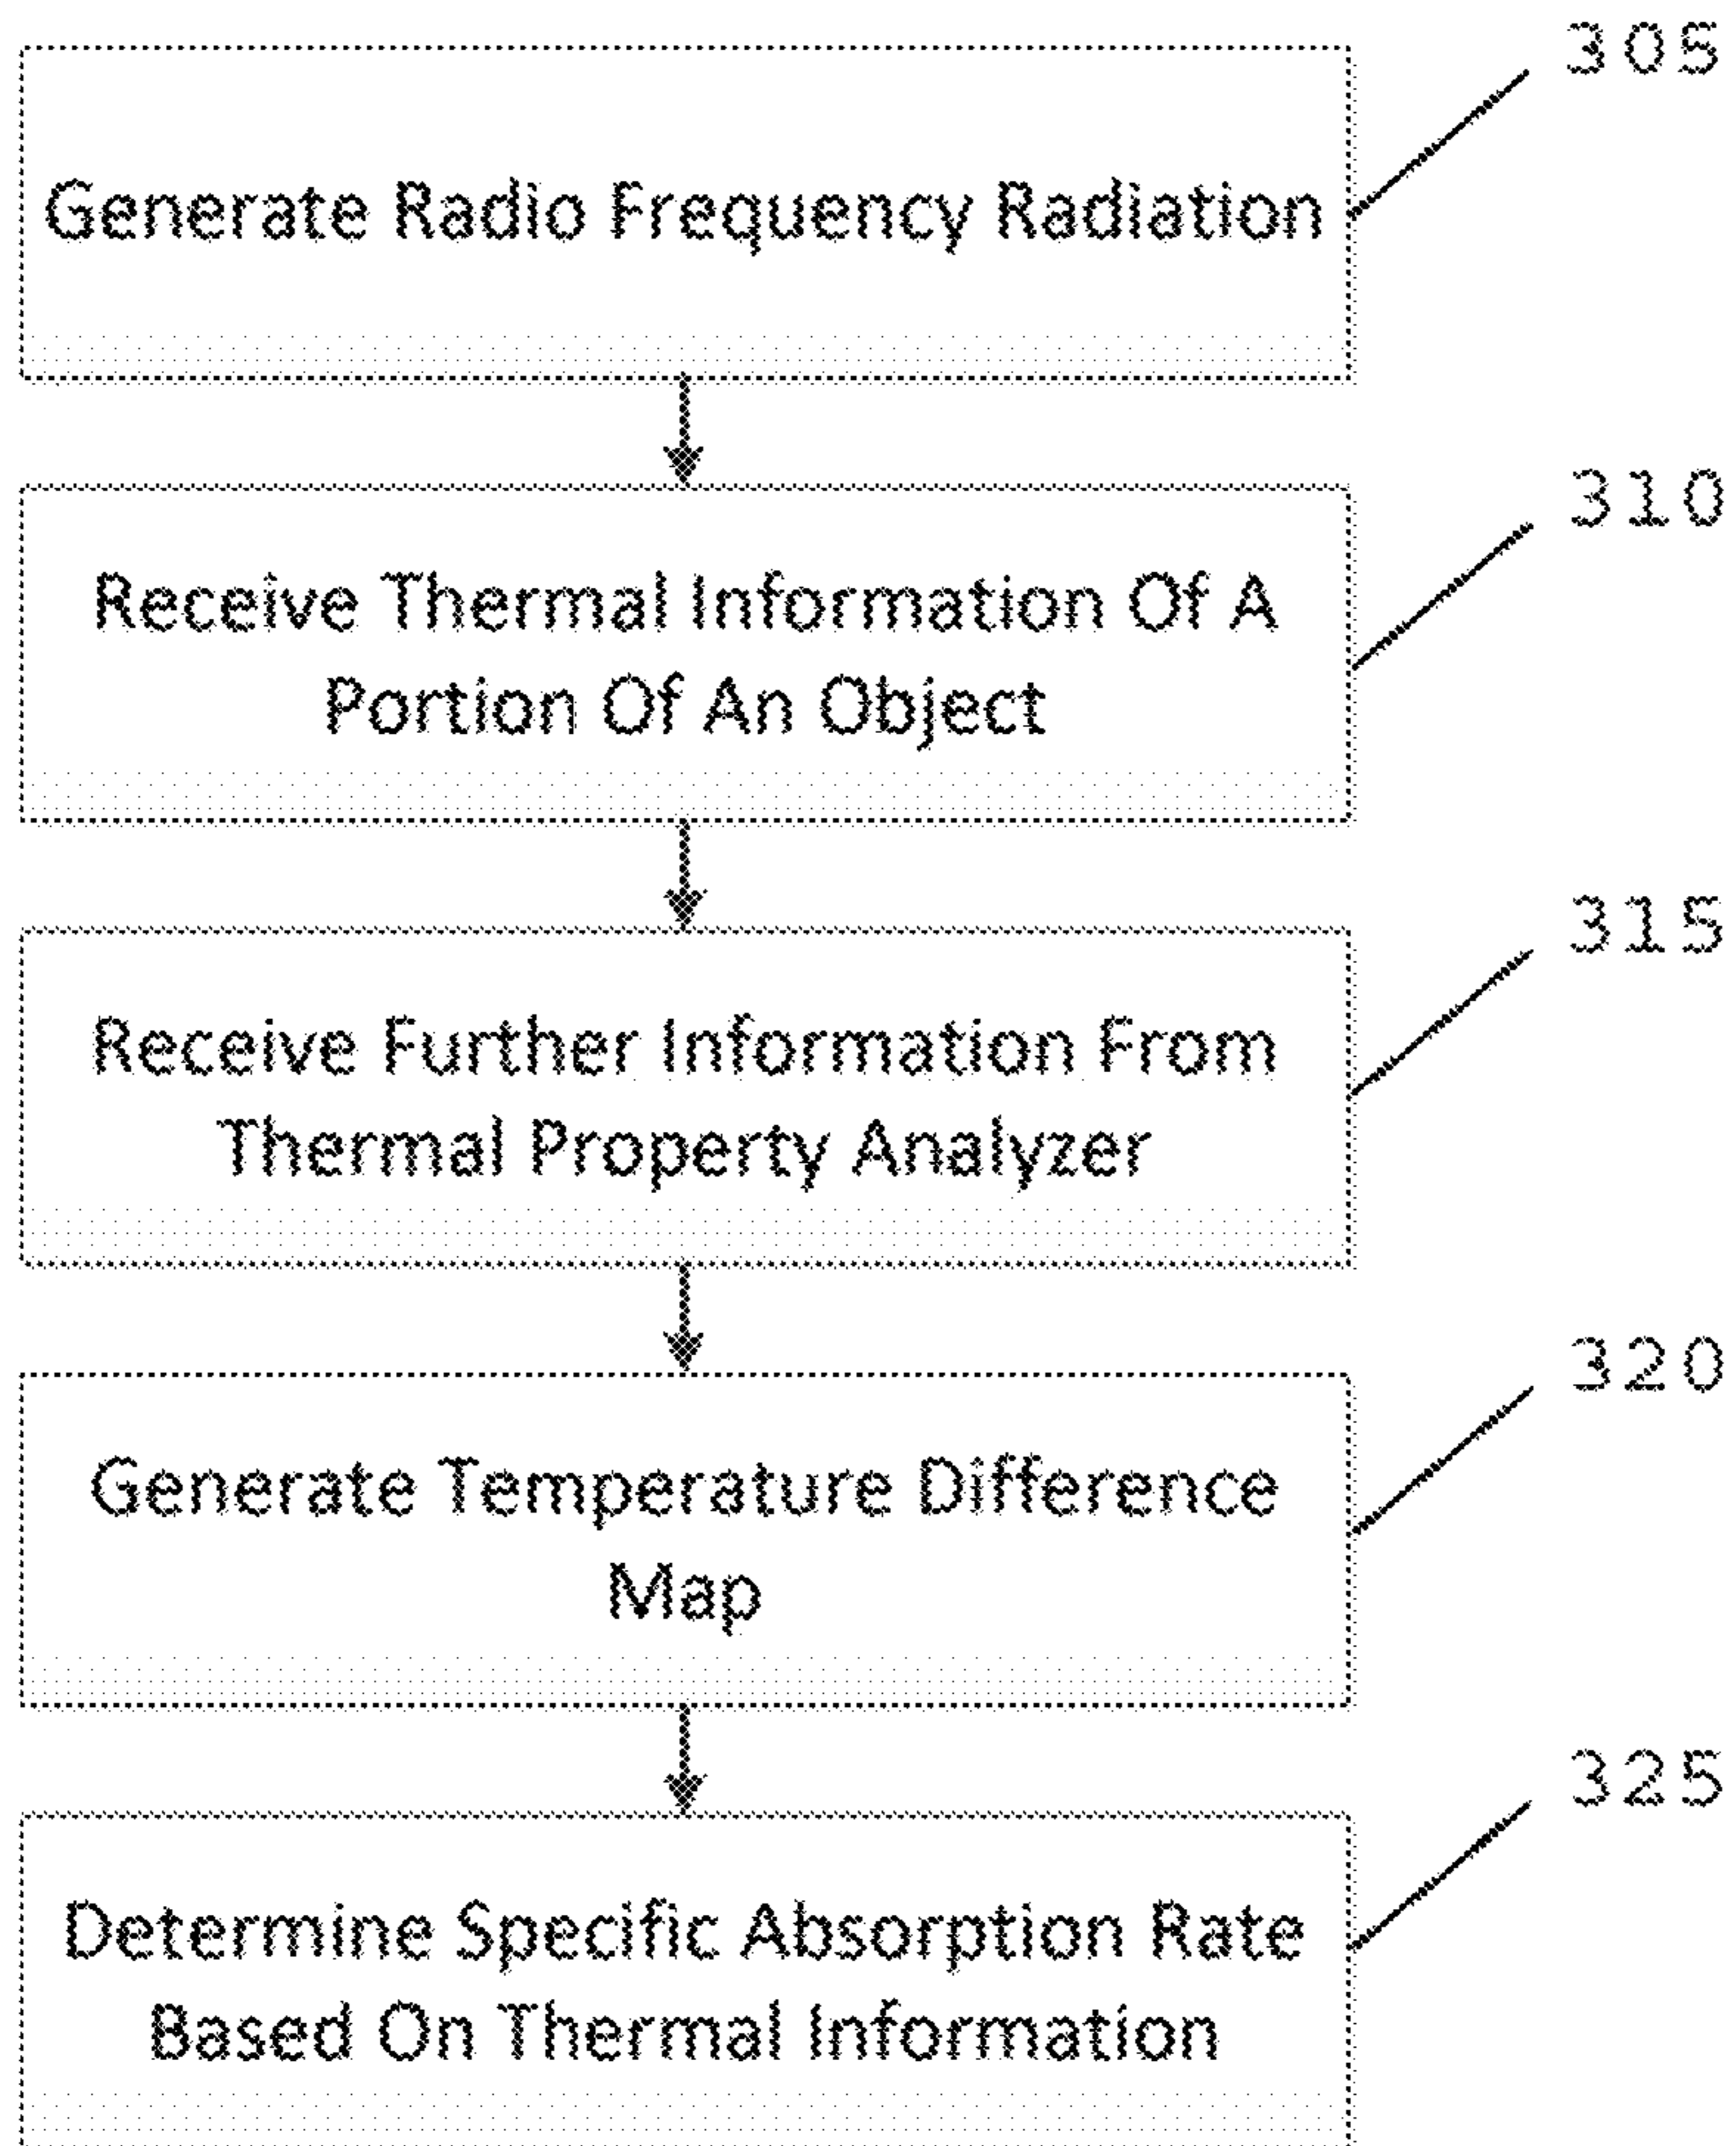 305
Generate Radio Frequency Radiation
310
Receive Thermal Information Of A
Portion Of An Object
315
Receive Further Information From
Thermal Property Analyzer
320
Generate Temperature Difference
Map
325
Determine Specific Absorption Rate
Based On Thermal Information